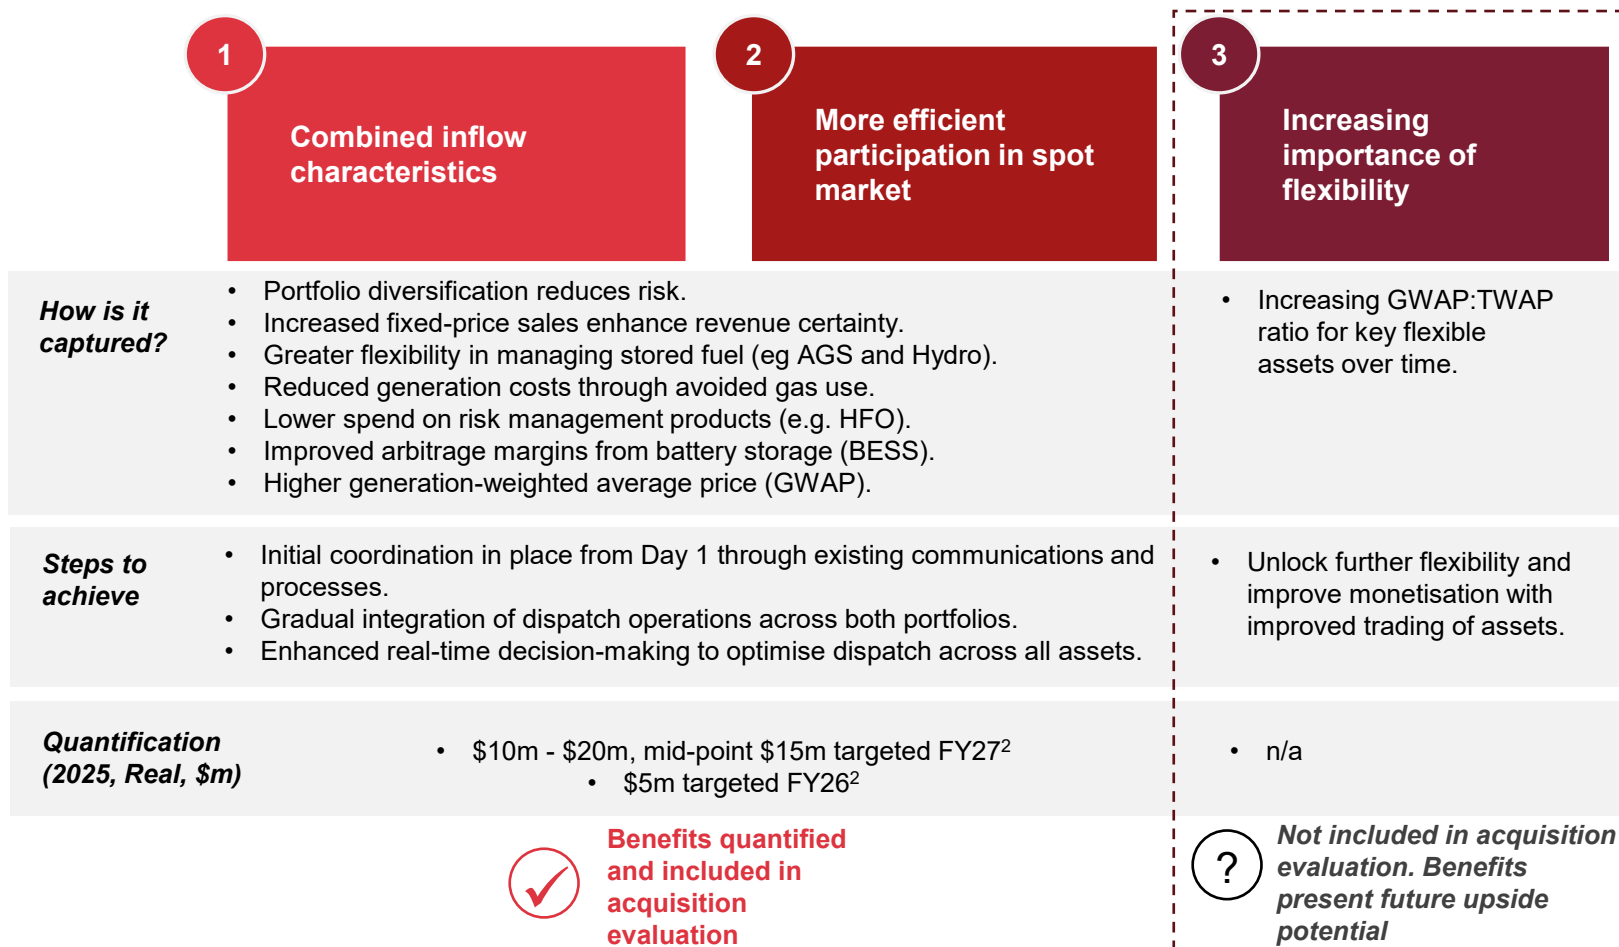 1
Combined inflow
characteristics
2
More efficient
participation in spot
market
3
Increasing
importance of
flexibility
How is it
captured?
• Portfolio diversification reduces risk.
• Increased fixed-price sales enhance revenue certainty.
• Greater flexibility in managing stored fuel (eg AGS and Hydro).
• Reduced generation costs through avoided gas use.
• Lower spend on risk management products (e.g. HFO).
• Improved arbitrage margins from battery storage (BESS).
• Higher generation-weighted average price (GWAP).
• Increasing GWAP:TWAP
ratio for key flexible
assets over time.
Steps to
achieve
• Initial coordination in place from Day 1 through existing communications and
processes.
• Gradual integration of dispatch operations across both portfolios.
• Enhanced real-time decision-making to optimise dispatch across all assets.
• Unlock further flexibility and
improve monetisation with
improved trading of assets.
Quantification
(2025, Real, $m)
• $10m - $20m, mid-point $15m targeted FY27²
• $5m targeted FY26²
• n/a
Benefits quantified
and included in
acquisition
evaluation
?
Not included in acquisition
evaluation. Benefits
present future upside
potential